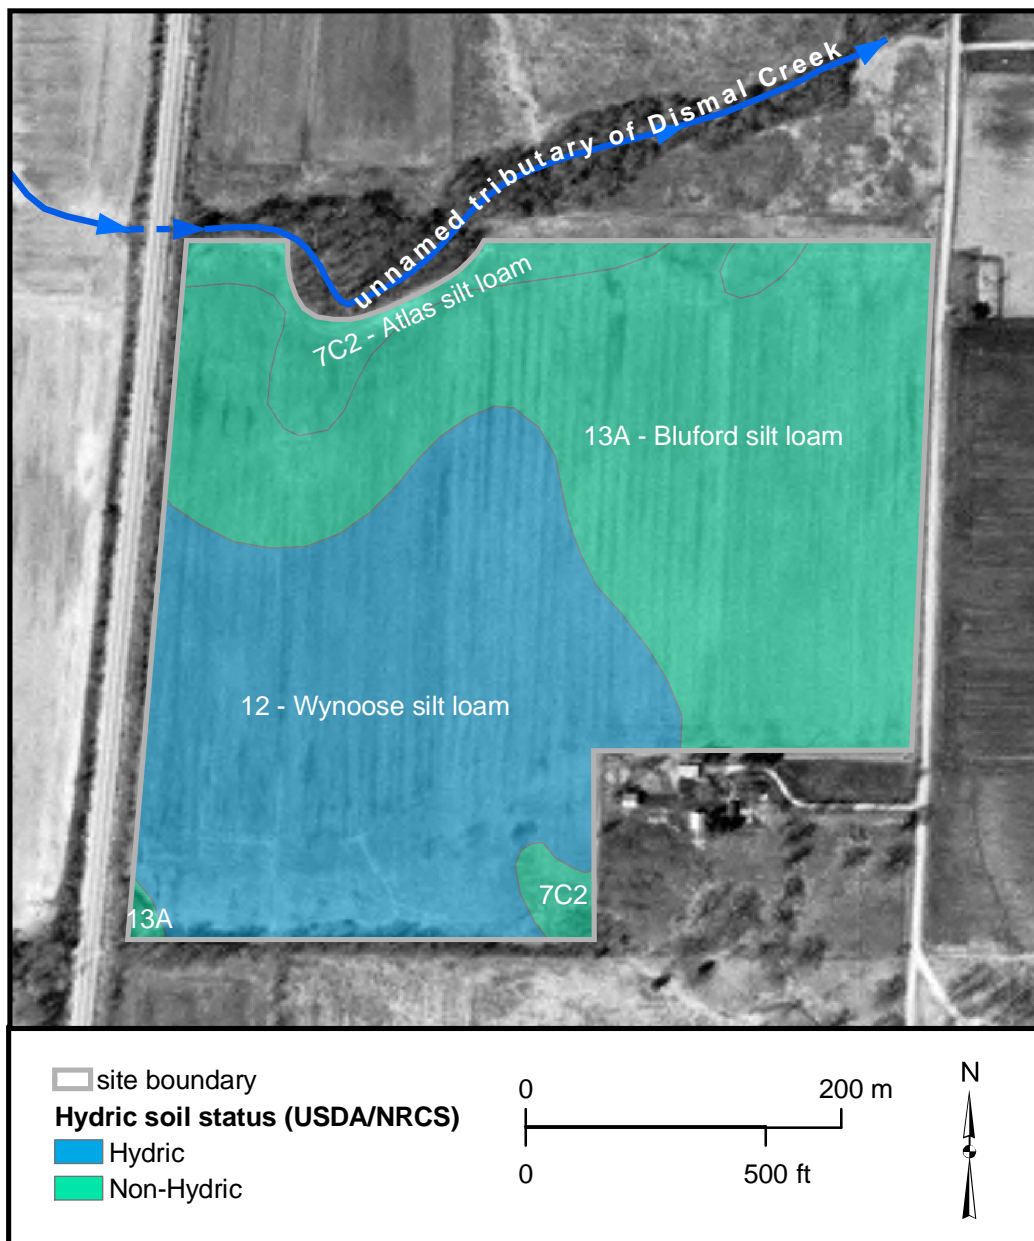 unnamed tributary of Dismal Creek
7C2 - Atlas silt loam
13A - Bluford silt loam
12 - Wynoose silt loam
7C2
13A
site boundary
Hydric soil status (USDA/NRCS)
Hydric
Non-Hydric
0 200 m
0 500 ft
N